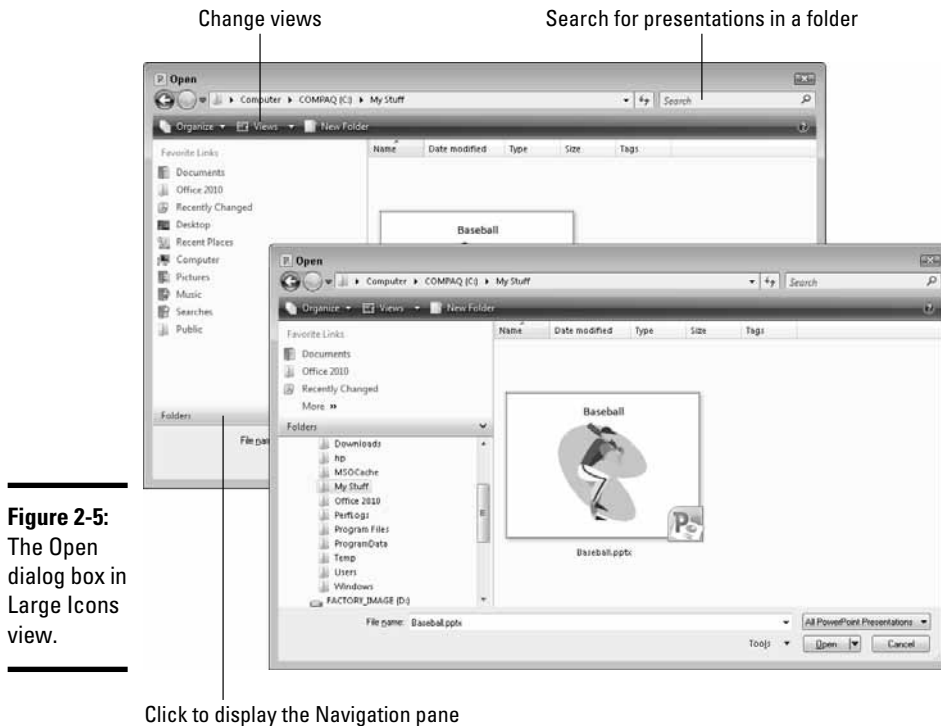 Change views
Search for presentations in a folder
Open
Computer ▸ COMPAQ (C:) ▸ My Stuff
Search
Organize
Views
New Folder
Favorite Links
Name
Date modified
Type
Size
Tags
Documents
Office 2010
Recently Changed
Desktop
Recent Places
Computer
Pictures
Music
Searches
Public
Folders
Baseball
Open
Computer ▸ COMPAQ (C:) ▸ My Stuff
Search
Organize
Views
New Folder
Favorite Links
Name
Date modified
Type
Size
Tags
Documents
Office 2010
Recently Changed
More »
Folders
Downloads
hp
MSOCache
My Stuff
Office 2010
PerfLogs
Program Files
ProgramData
Temp
Users
Windows
FACTORY_IMAGE (D:)
Baseball
Baseball.pptx
File name: Baseball.pptx
All PowerPoint Presentations
Tools
Open
Cancel
Figure 2-5:
The Open
dialog box in
Large Icons
view.
Click to display the Navigation pane